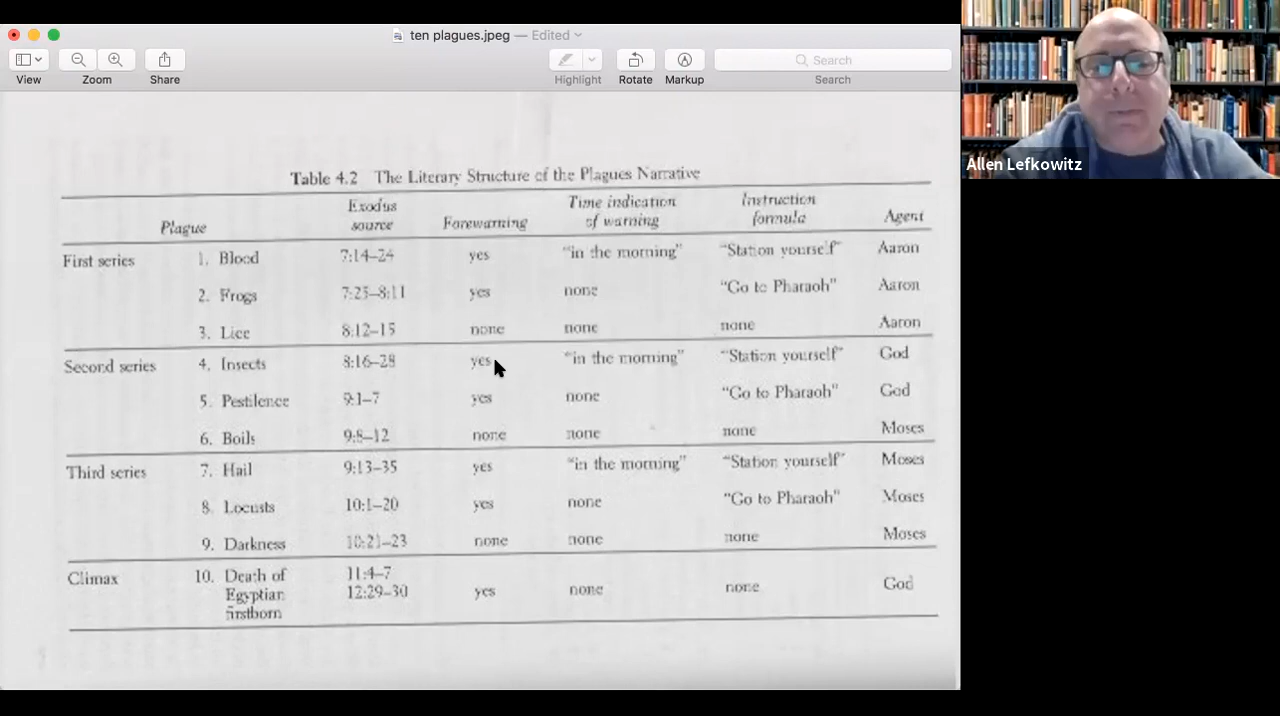 ten plagues.jpeg — Edited
View
Zoom
Share
Highlight
Rotate
Markup
Search
Search
Allen Lefkowitz
Table 4.2 The Literary Structure of the Plagues Narrative
Plague Exodus source Forewarning Time indication of warning Instruction formula Agent
First series 1. Blood 7:14–24 yes "in the morning" "Station yourself" Aaron
2. Frogs 7:25–8:11 yes none "Go to Pharaoh" Aaron
3. Lice 8:12–15 none none none Aaron
Second series 4. Insects 8:16–28 yes "in the morning" "Station yourself" God
5. Pestilence 9:1–7 yes none "Go to Pharaoh" God
6. Boils 9:8–12 none none none Moses
Third series 7. Hail 9:13–35 yes "in the morning" "Station yourself" Moses
8. Locusts 10:1–20 yes none "Go to Pharaoh" Moses
9. Darkness 10:21–23 none none none Moses
Climax 10. Death of Egyptian firstborn 11:4–7 12:29–30 yes none none God